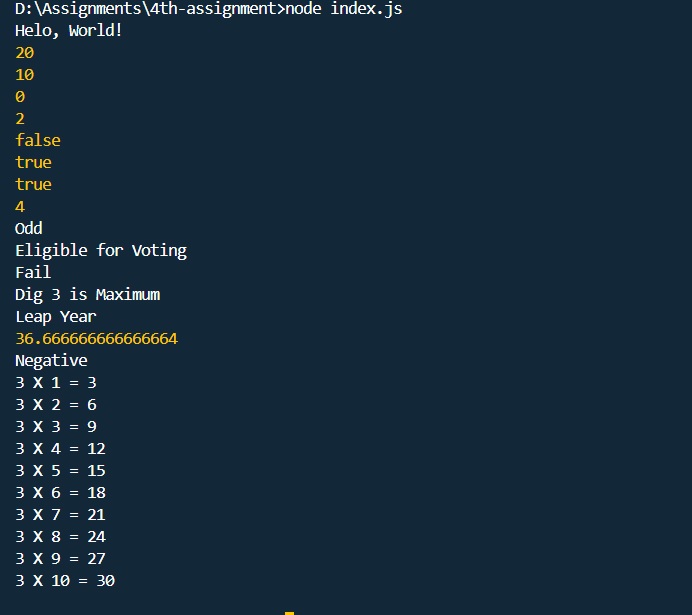 D:\Assignments\4th-assignment>node index.js
Helo, World!
20
10
0
2
false
true
true
4
Odd
Eligible for Voting
Fail
Dig 3 is Maximum
Leap Year
36.666666666666664
Negative
3 X 1 = 3
3 X 2 = 6
3 X 3 = 9
3 X 4 = 12
3 X 5 = 15
3 X 6 = 18
3 X 7 = 21
3 X 8 = 24
3 X 9 = 27
3 X 10 = 30